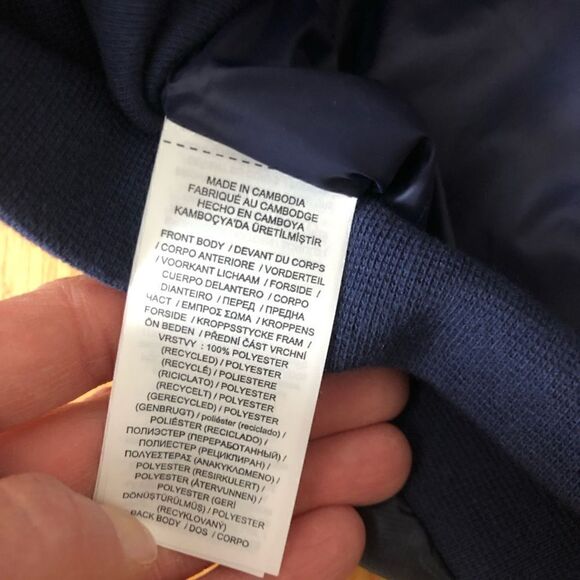 MADE IN CAMBODIA
FABRIQUÉ AU CAMBODGE
HECHO EN CAMBOYA
KAMBOÇYA'DA ÜRETİLMİŞTİR
FRONT BODY / DEVANT DU CORPS
/ CORPO ANTERIORE / VORDERTEIL
/ VOORKANT LICHAAM / FORSIDE /
CUERPO DELANTERO / CORPO
DIANTEIRO / ПЕРЕД / ПРЕДНА
ЧАСТ / ΕΜΠΡΟΣ ΣΩΜΑ / KROPPENS
FORSIDE / KROPPSSTYCKE FRAM /
ÖN BEDEN / PŘEDNÍ ČÁST VRCHNÍ
VRSTVY : 100% POLYESTER
(RECYCLED) / POLYESTER
(RECYCLÉ) / POLIESTERE
(RICICLATO) / POLYESTER
(RECYCELT) / POLYESTER
(GERECYCLED) / POLYESTER
(GENBRUGT) / poliéster (reciclado) /
POLIÉSTER (RECICLADO) /
ПОЛИЭСТЕР (ПЕРЕРАБОТАННЫЙ) /
ПОЛИЕСТЕР (РЕЦИКЛИРАН) /
ΠΟΛΥΕΣΤΕΡΑΣ (ΑΝΑΚΥΚΛΩΜΕΝΟ) /
POLYESTER (RESIRKULERT) /
POLYESTER (ÅTERVUNNEN) /
POLYESTER (GERİ
DÖNÜŞTÜRÜLMÜŞ) / POLYESTER
(RECYKLOVANÝ)
BACK BODY / DOS / CORPO